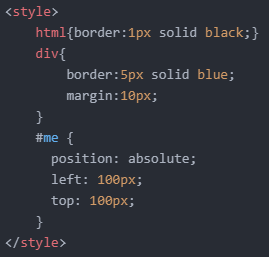 <style>
    html{border:1px solid black;}
    div{
        border:5px solid blue;
        margin:10px;
    }
    #me {
      position: absolute;
      left: 100px;
      top: 100px;
    }
</style>